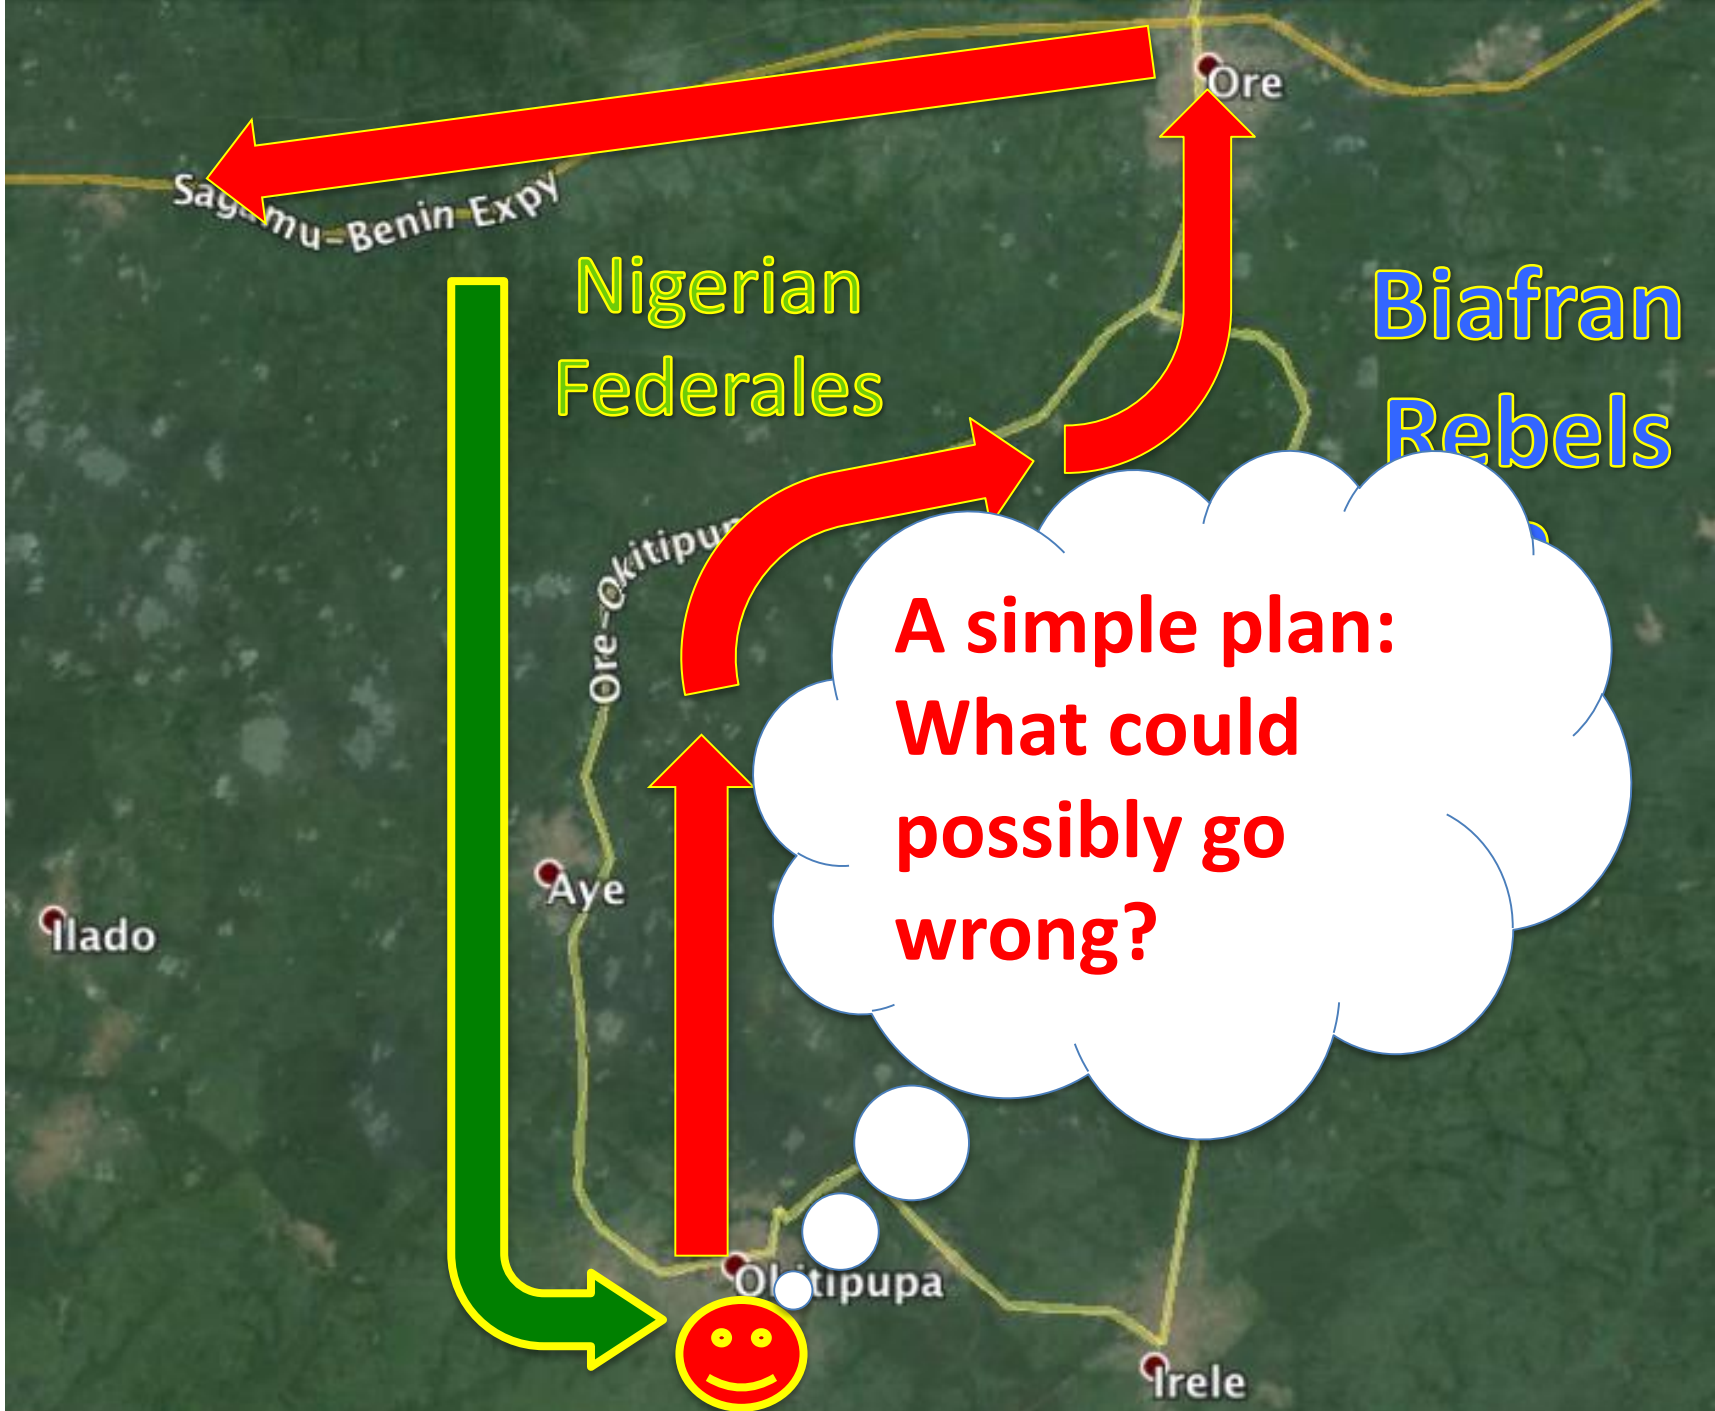 Ore
Sagamu-Benin Expy
Nigerian
Federales
Biafran
Rebels
Ore-Okitipup
A simple plan:
What could
possibly go
wrong?
Aye
Ilado
Okitipupa
Irele